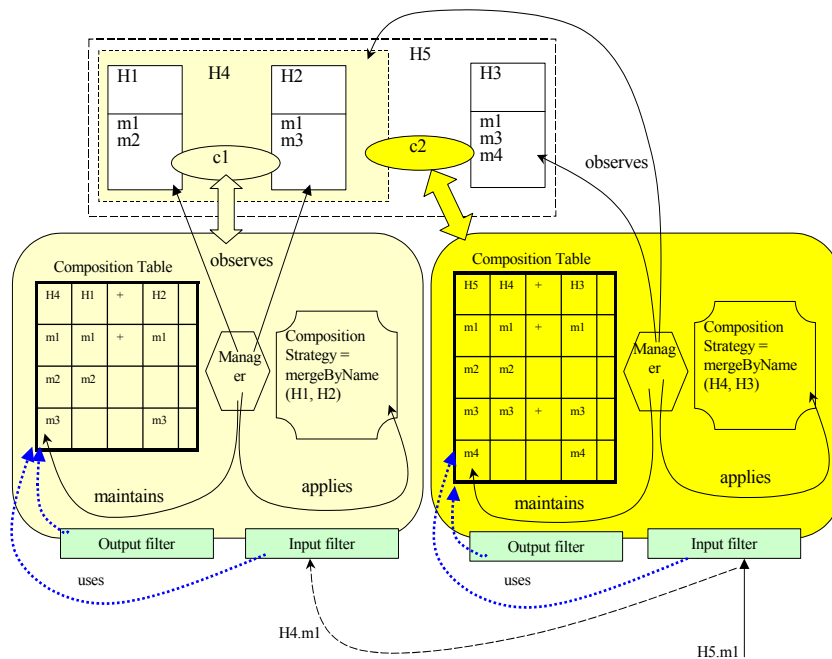 H5
H1
H4
H2
H3
m1
m2
m1
m3
m1
m3
m4
c1
c2
observes
observes
Composition Table
H4 H1 + H2
m1 m1 + m1
m2 m2
m3 m3
Manag
er
Composition
Strategy =
mergeByName
(H1, H2)
maintains
applies
Output filter
Input filter
uses
Composition Table
H5 H4 + H3
m1 m1 + m1
m2 m2
m3 m3 + m3
m4 m4
Manag
er
Composition
Strategy =
mergeByName
(H4, H3)
maintains
applies
Output filter
Input filter
uses
H4.m1
H5.m1